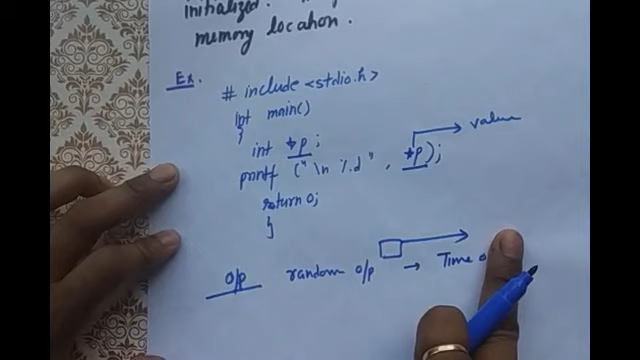 initialized.
memory location.
Ex.
# include <stdio.h>
int main()
{
int *p ;
printf ("\n %d" , *p); → value
return 0;
}
O/p random o/p → Time